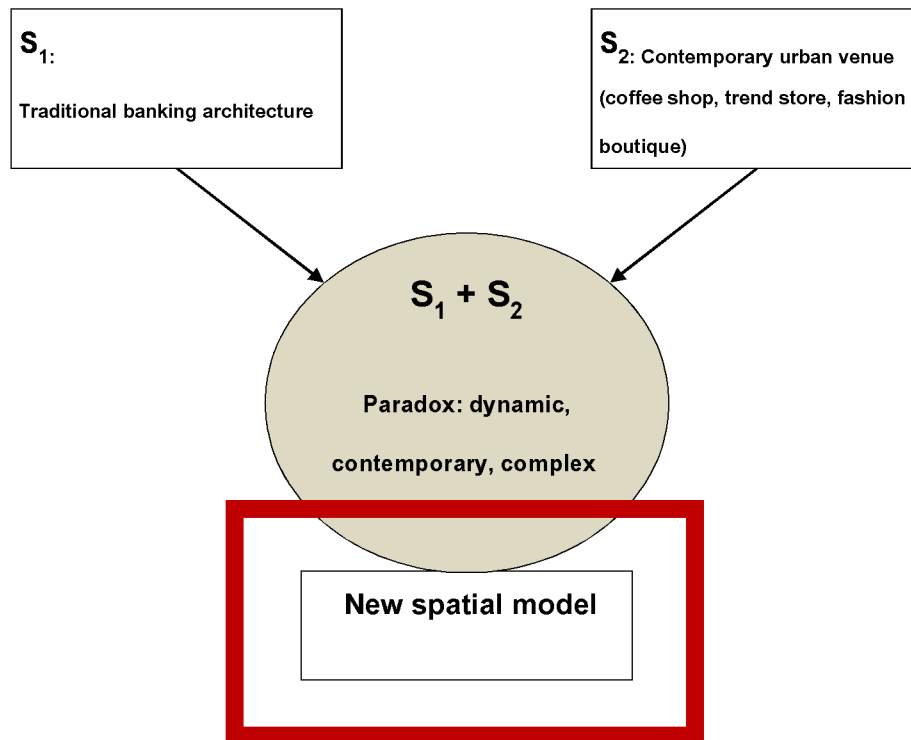 S1:
Traditional banking architecture
S2: Contemporary urban venue
(coffee shop, trend store, fashion
boutique)
S1 + S2
Paradox: dynamic,
contemporary, complex
New spatial model